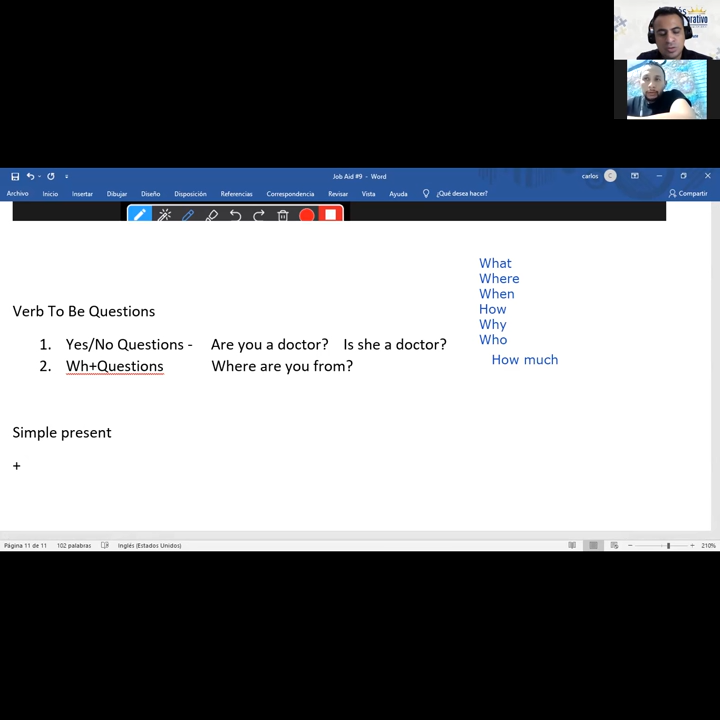 Job Aid #9 - Word
carlos
C
Archivo Inicio Insertar Dibujar Diseño Disposición Referencias Correspondencia Revisar Vista Ayuda ¿Qué desea hacer? Compartir
What
Where
When
How
Why
Who
How much
Verb To Be Questions
1. Yes/No Questions - Are you a doctor? Is she a doctor?
2. Wh+Questions Where are you from?
Simple present
+
Página 11 de 11 102 palabras Inglés (Estados Unidos) 210%